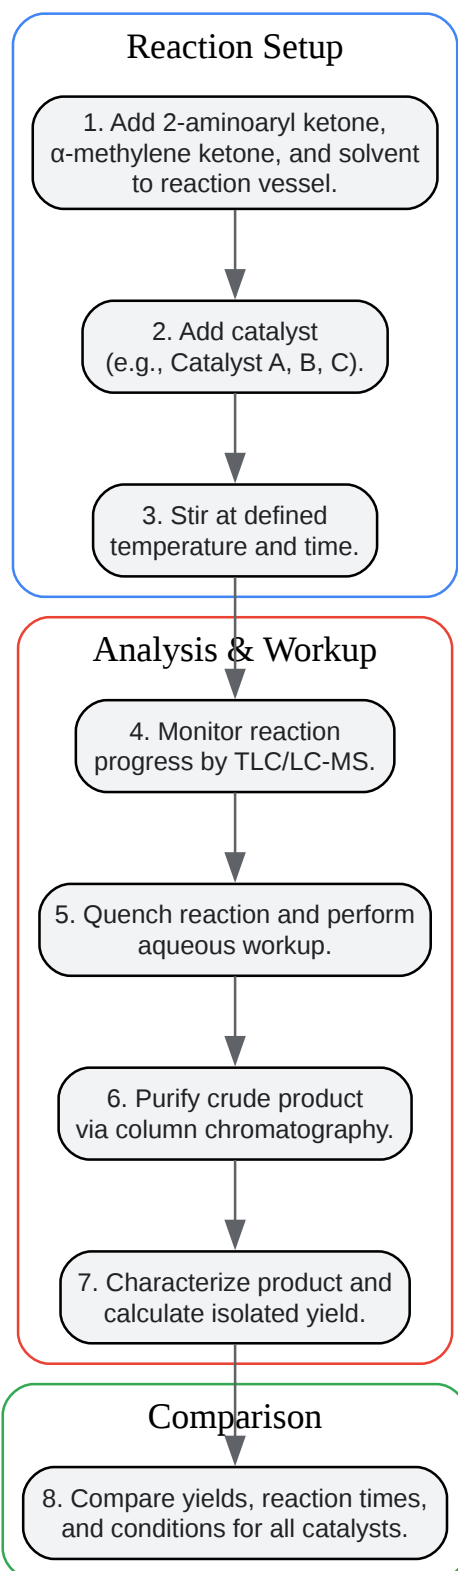 Reaction Setup
1. Add 2-aminoaryl ketone,
α-methylene ketone, and solvent
to reaction vessel.
2. Add catalyst
(e.g., Catalyst A, B, C).
3. Stir at defined
temperature and time.
Analysis & Workup
4. Monitor reaction
progress by TLC/LC-MS.
5. Quench reaction and perform
aqueous workup.
6. Purify crude product
via column chromatography.
7. Characterize product and
calculate isolated yield.
Comparison
8. Compare yields, reaction times,
and conditions for all catalysts.